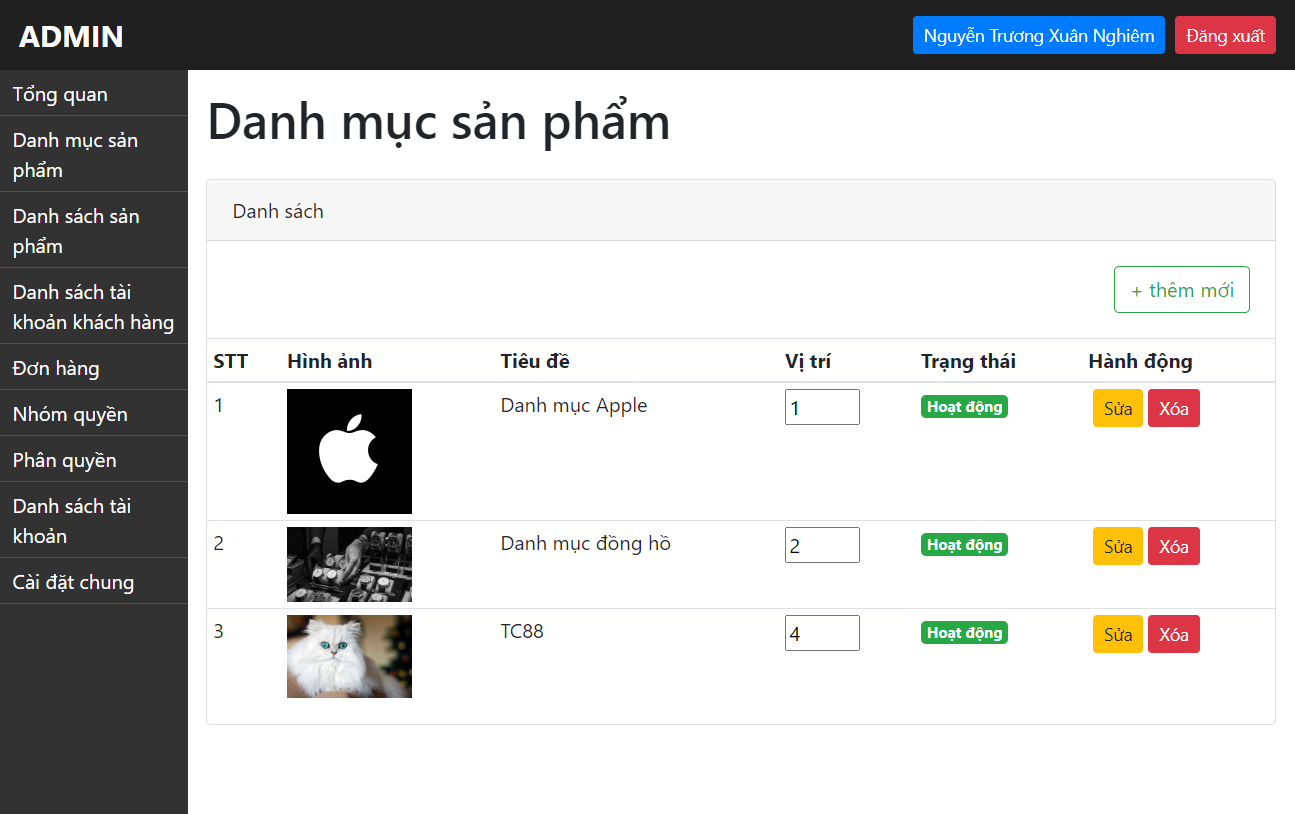 ADMIN
Nguyễn Trương Xuân Nghiêm
Đăng xuất
Tổng quan
Danh mục sản
phẩm
Danh sách sản
phẩm
Danh sách tài
khoản khách hàng
Đơn hàng
Nhóm quyền
Phân quyền
Danh sách tài
khoản
Cài đặt chung
Danh mục sản phẩm
Danh sách
+ thêm mới
STT Hình ảnh Tiêu đề Vị trí Trạng thái Hành động
1 Danh mục Apple 1 Hoạt động Sửa Xóa
2 Danh mục đồng hồ 2 Hoạt động Sửa Xóa
3 TC88 4 Hoạt động Sửa Xóa